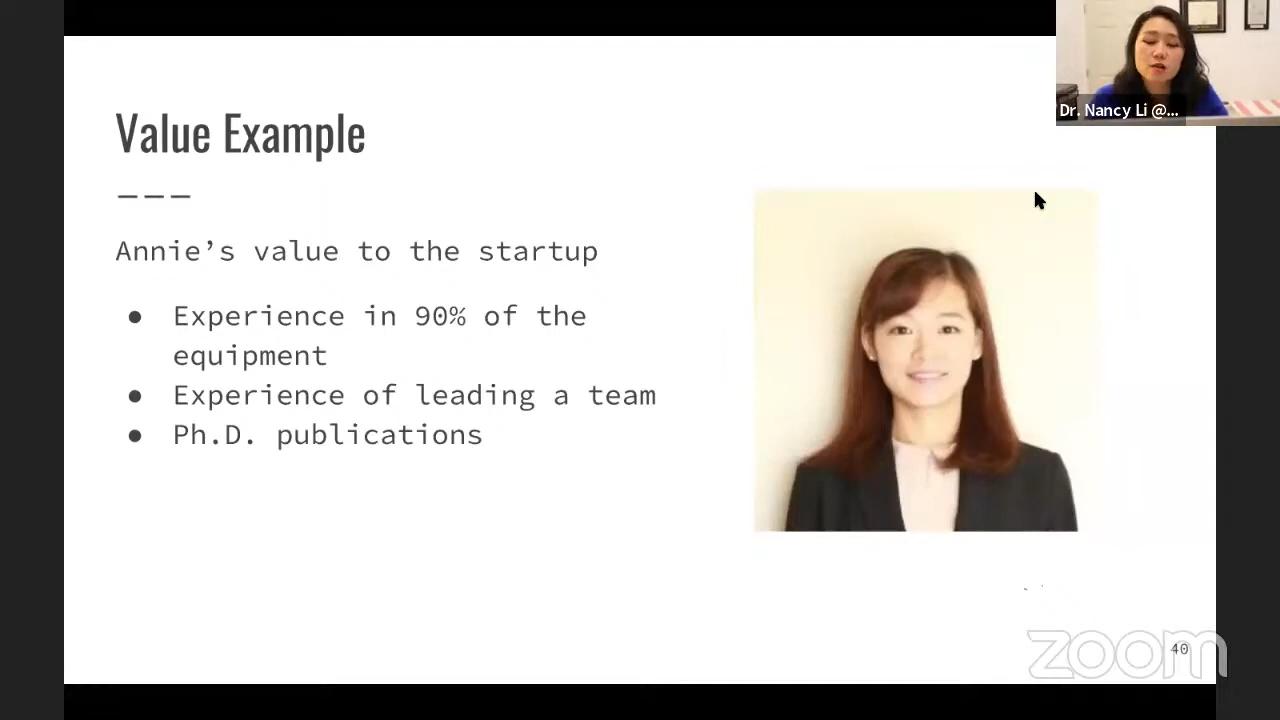 Dr. Nancy Li @...
Value Example
Annie’s value to the startup
● Experience in 90% of the
equipment
● Experience of leading a team
● Ph.D. publications
zoom
40